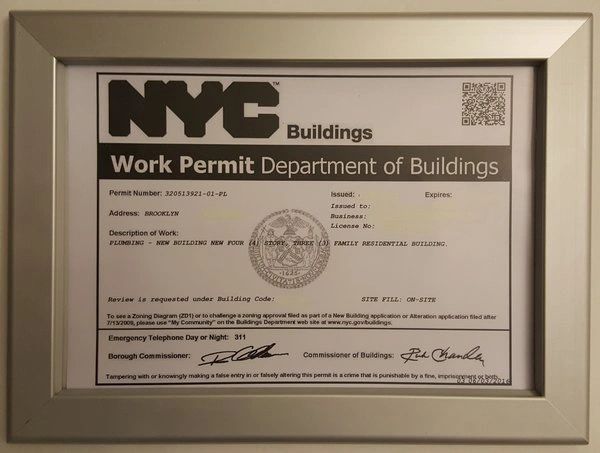 NYC™ Buildings
Work Permit Department of Buildings
Permit Number: 320513921-01-PL
Issued:
Expires:
Address: BROOKLYN
Issued to:
Business:
License No:
Description of Work:
PLUMBING - NEW BUILDING NEW FOUR (4) STORY, THREE (3) FAMILY RESIDENTIAL BUILDING.
Review is requested under Building Code:
SITE FILL: ON-SITE
To see a Zoning Diagram (ZD1) or to challenge a zoning approval filed as part of a New Building application or Alteration application filed after
7/13/2009, please use "My Community" on the Buildings Department web site at www.nyc.gov/buildings.
Emergency Telephone Day or Night: 311
Borough Commissioner:
Commissioner of Buildings: Rick Chandler
Tampering with or knowingly making a false entry in or falsely altering this permit is a crime that is punishable by a fine, imprisonment or both.